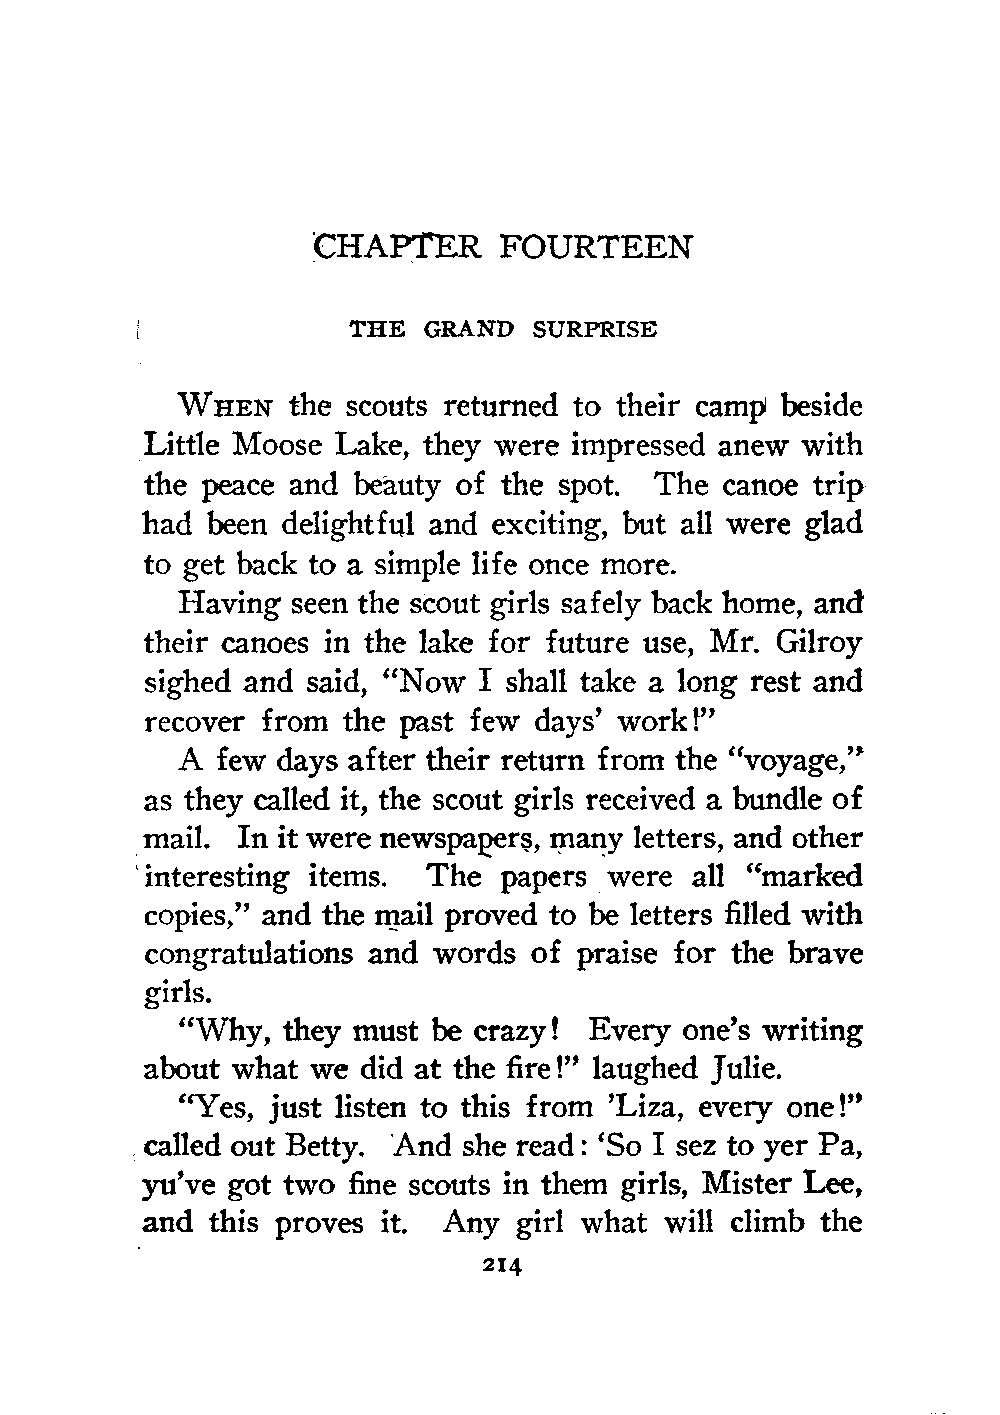 CHAPTER FOURTEEN
THE GRAND SURPRISE
WHEN the scouts returned to their camp beside
Little Moose Lake, they were impressed anew with
the peace and beauty of the spot. The canoe trip
had been delightful and exciting, but all were glad
to get back to a simple life once more.
Having seen the scout girls safely back home, and
their canoes in the lake for future use, Mr. Gilroy
sighed and said, “Now I shall take a long rest and
recover from the past few days’ work!”
A few days after their return from the “voyage,”
as they called it, the scout girls received a bundle of
mail. In it were newspapers, many letters, and other
interesting items. The papers were all “marked
copies,” and the mail proved to be letters filled with
congratulations and words of praise for the brave
girls.
“Why, they must be crazy! Every one’s writing
about what we did at the fire!” laughed Julie.
“Yes, just listen to this from ’Liza, every one!”
called out Betty. And she read: ‘So I sez to yer Pa,
yu’ve got two fine scouts in them girls, Mister Lee,
and this proves it. Any girl what will climb the
214